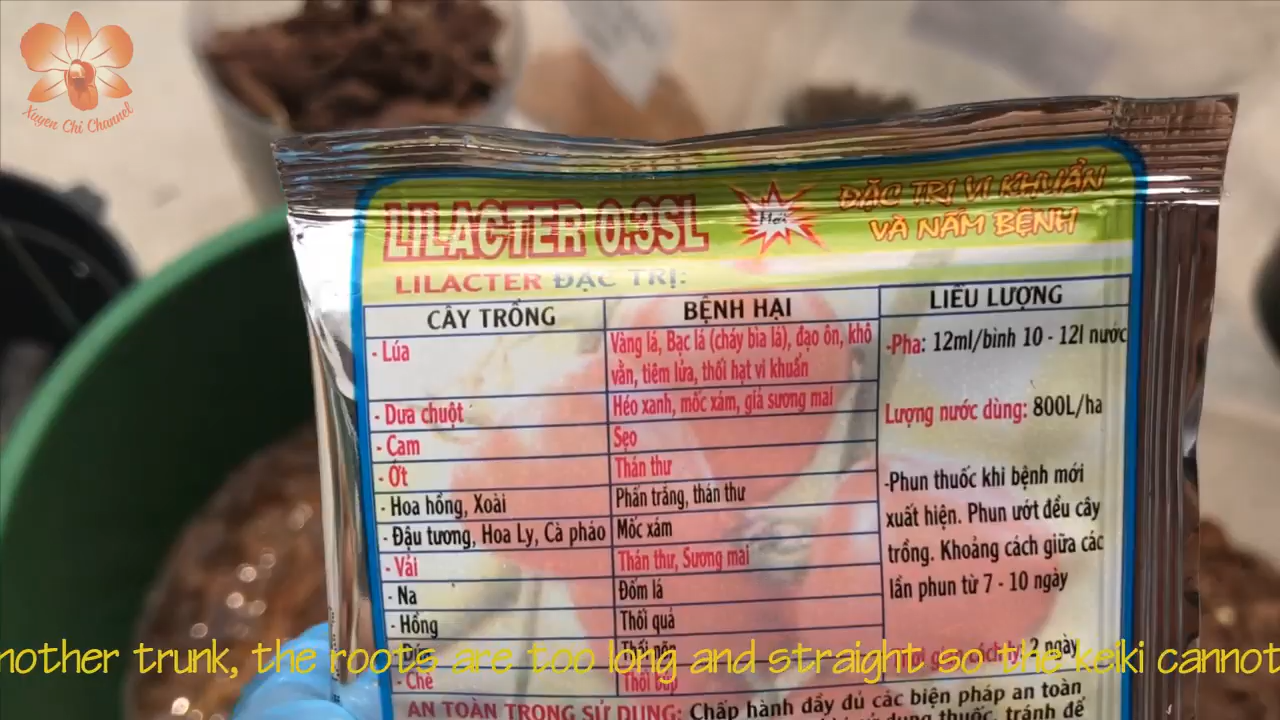 Xuyen Chi Channel
LILACTER 0.3SL
Mới
ĐẶC TRỊ VI KHUẨN
VÀ NẤM BỆNH
LILACTER ĐẶC TRỊ:
CÂY TRỒNG BỆNH HẠI LIỀU LƯỢNG
- Lúa
Vàng lá, Bạc lá (cháy bìa lá), đạo ôn, khô
vằn, tiêm lửa, thối hạt vi khuẩn
- Dưa chuột Héo xanh, mốc xám, giả sương mai
- Cam Sẹo
- Ớt Thán thư
- Hoa hồng, Xoài Phấn trắng, thán thư
- Đậu tương, Hoa Ly, Cà pháo Mốc xám
- Vải Thán thư, Sương mai
- Na Đốm lá
- Hồng Thối quả
- Chè Thối búp
-Pha: 12ml/bình 10 - 12l nước
Lượng nước dùng: 800L/ha
-Phun thuốc khi bệnh mới
xuất hiện. Phun ướt đều cây
trồng. Khoảng cách giữa các
lần phun từ 7 - 10 ngày
2 ngày
AN TOÀN TRONG SỬ DỤNG: Chấp hành đầy đủ các biện pháp an toàn
dụng thuốc, tránh để
nother trunk, the roots are too long and straight so the keiki cannot